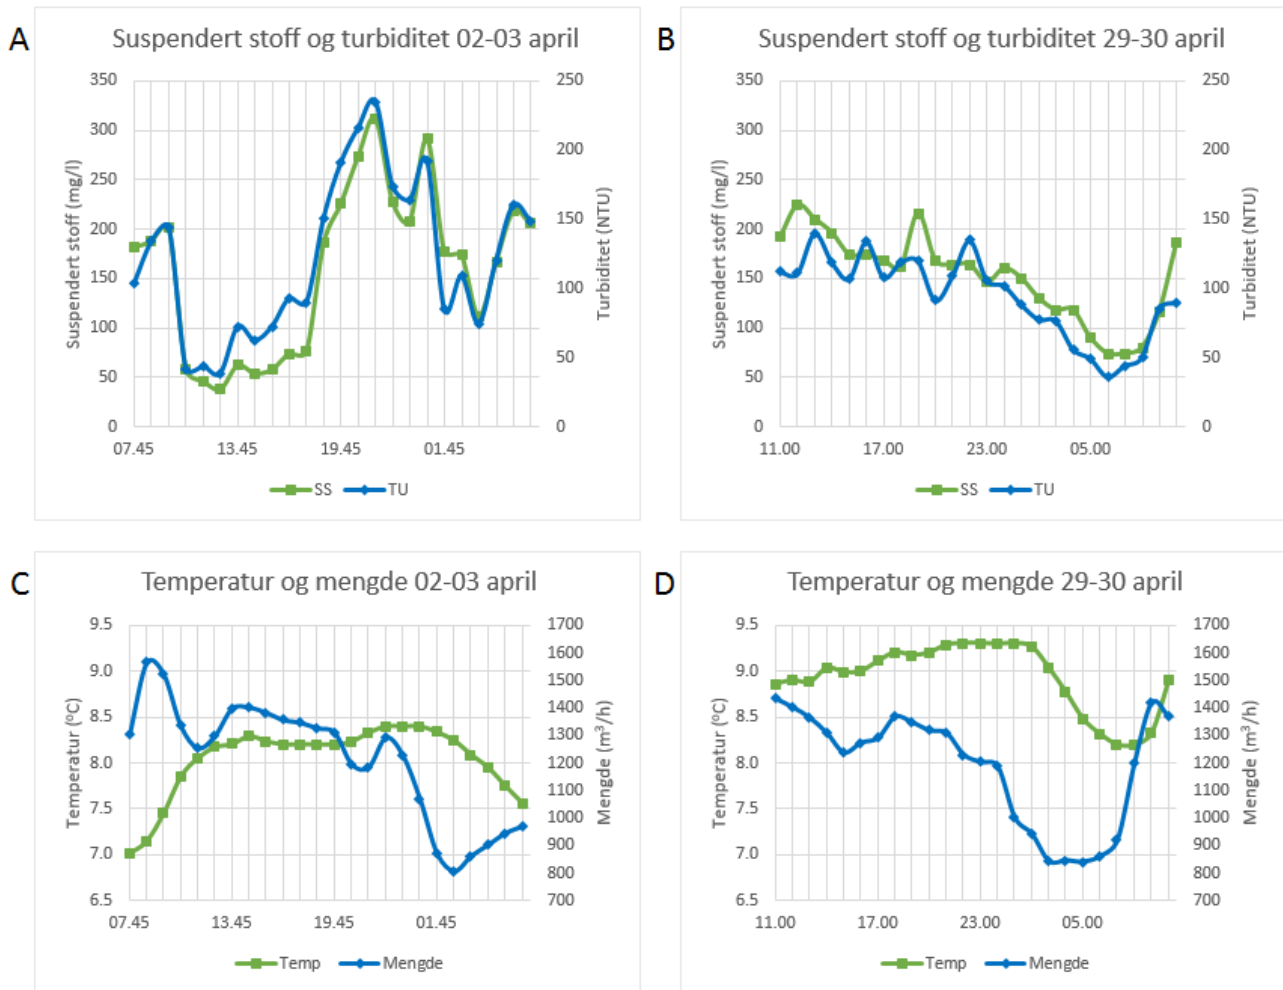 A
Suspendert stoff og turbiditet 02-03 april
350
300
250
200
150
100
50
0
Suspendert stoff (mg/l)
250
200
150
100
50
0
Turbiditet (NTU)
07.45 13.45 19.45 01.45
SS TU
B
Suspendert stoff og turbiditet 29-30 april
350
300
250
200
150
100
50
0
Suspendert stoff (mg/l)
250
200
150
100
50
0
Turbiditet (NTU)
11.00 17.00 23.00 05.00
SS TU
C
Temperatur og mengde 02-03 april
9.5
9.0
8.5
8.0
7.5
7.0
6.5
Temperatur (°C)
1700
1600
1500
1400
1300
1200
1100
1000
900
800
700
Mengde (m³/h)
07.45 13.45 19.45 01.45
Temp Mengde
D
Temperatur og mengde 29-30 april
9.5
9.0
8.5
8.0
7.5
7.0
6.5
Temperatur (°C)
1700
1600
1500
1400
1300
1200
1100
1000
900
800
700
Mengde (m³/h)
11.00 17.00 23.00 05.00
Temp Mengde